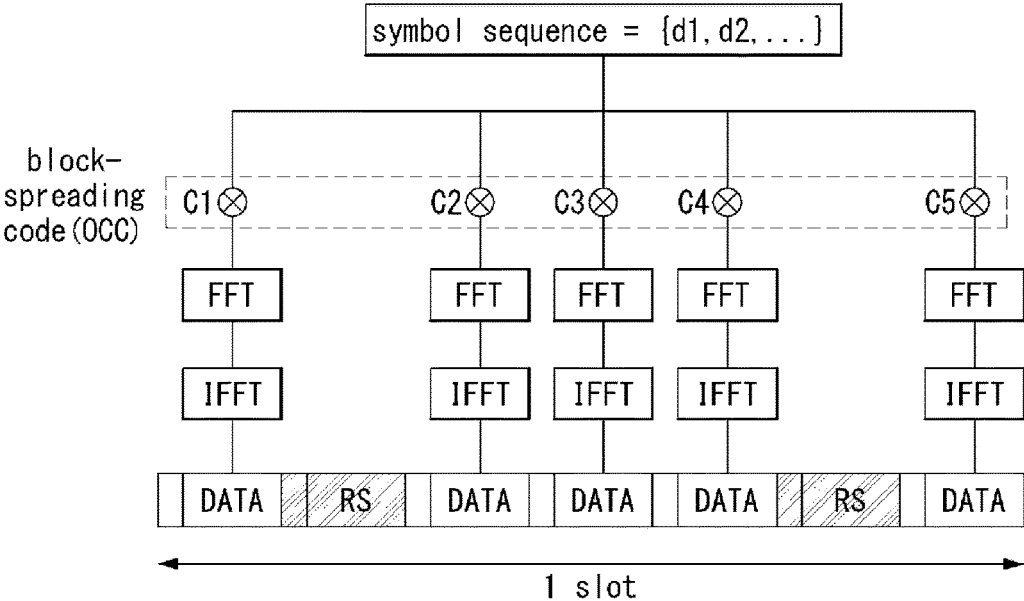 symbol sequence = {d1,d2,...}
block-
spreading
code(OCC)
C1 C2 C3 C4 C5
FFT FFT FFT FFT FFT
IFFT IFFT IFFT IFFT IFFT
DATA RS DATA DATA DATA RS DATA
1 slot